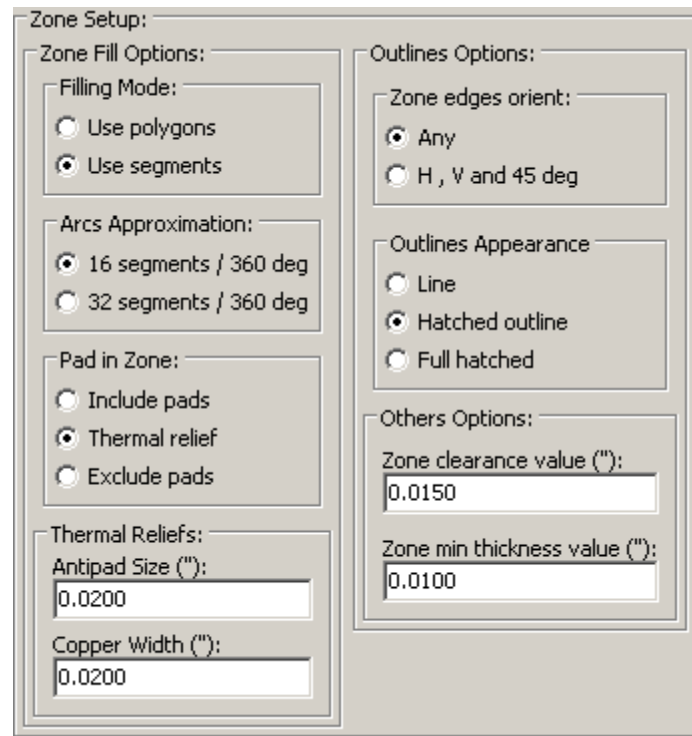 Zone Setup:
Zone Fill Options:
Filling Mode:
Use polygons
Use segments
Arcs Approximation:
16 segments / 360 deg
32 segments / 360 deg
Pad in Zone:
Include pads
Thermal relief
Exclude pads
Thermal Reliefs:
Antipad Size ("):
0.0200
Copper Width ("):
0.0200
Outlines Options:
Zone edges orient:
Any
H , V and 45 deg
Outlines Appearance
Line
Hatched outline
Full hatched
Others Options:
Zone clearance value ("):
0.0150
Zone min thickness value ("):
0.0100